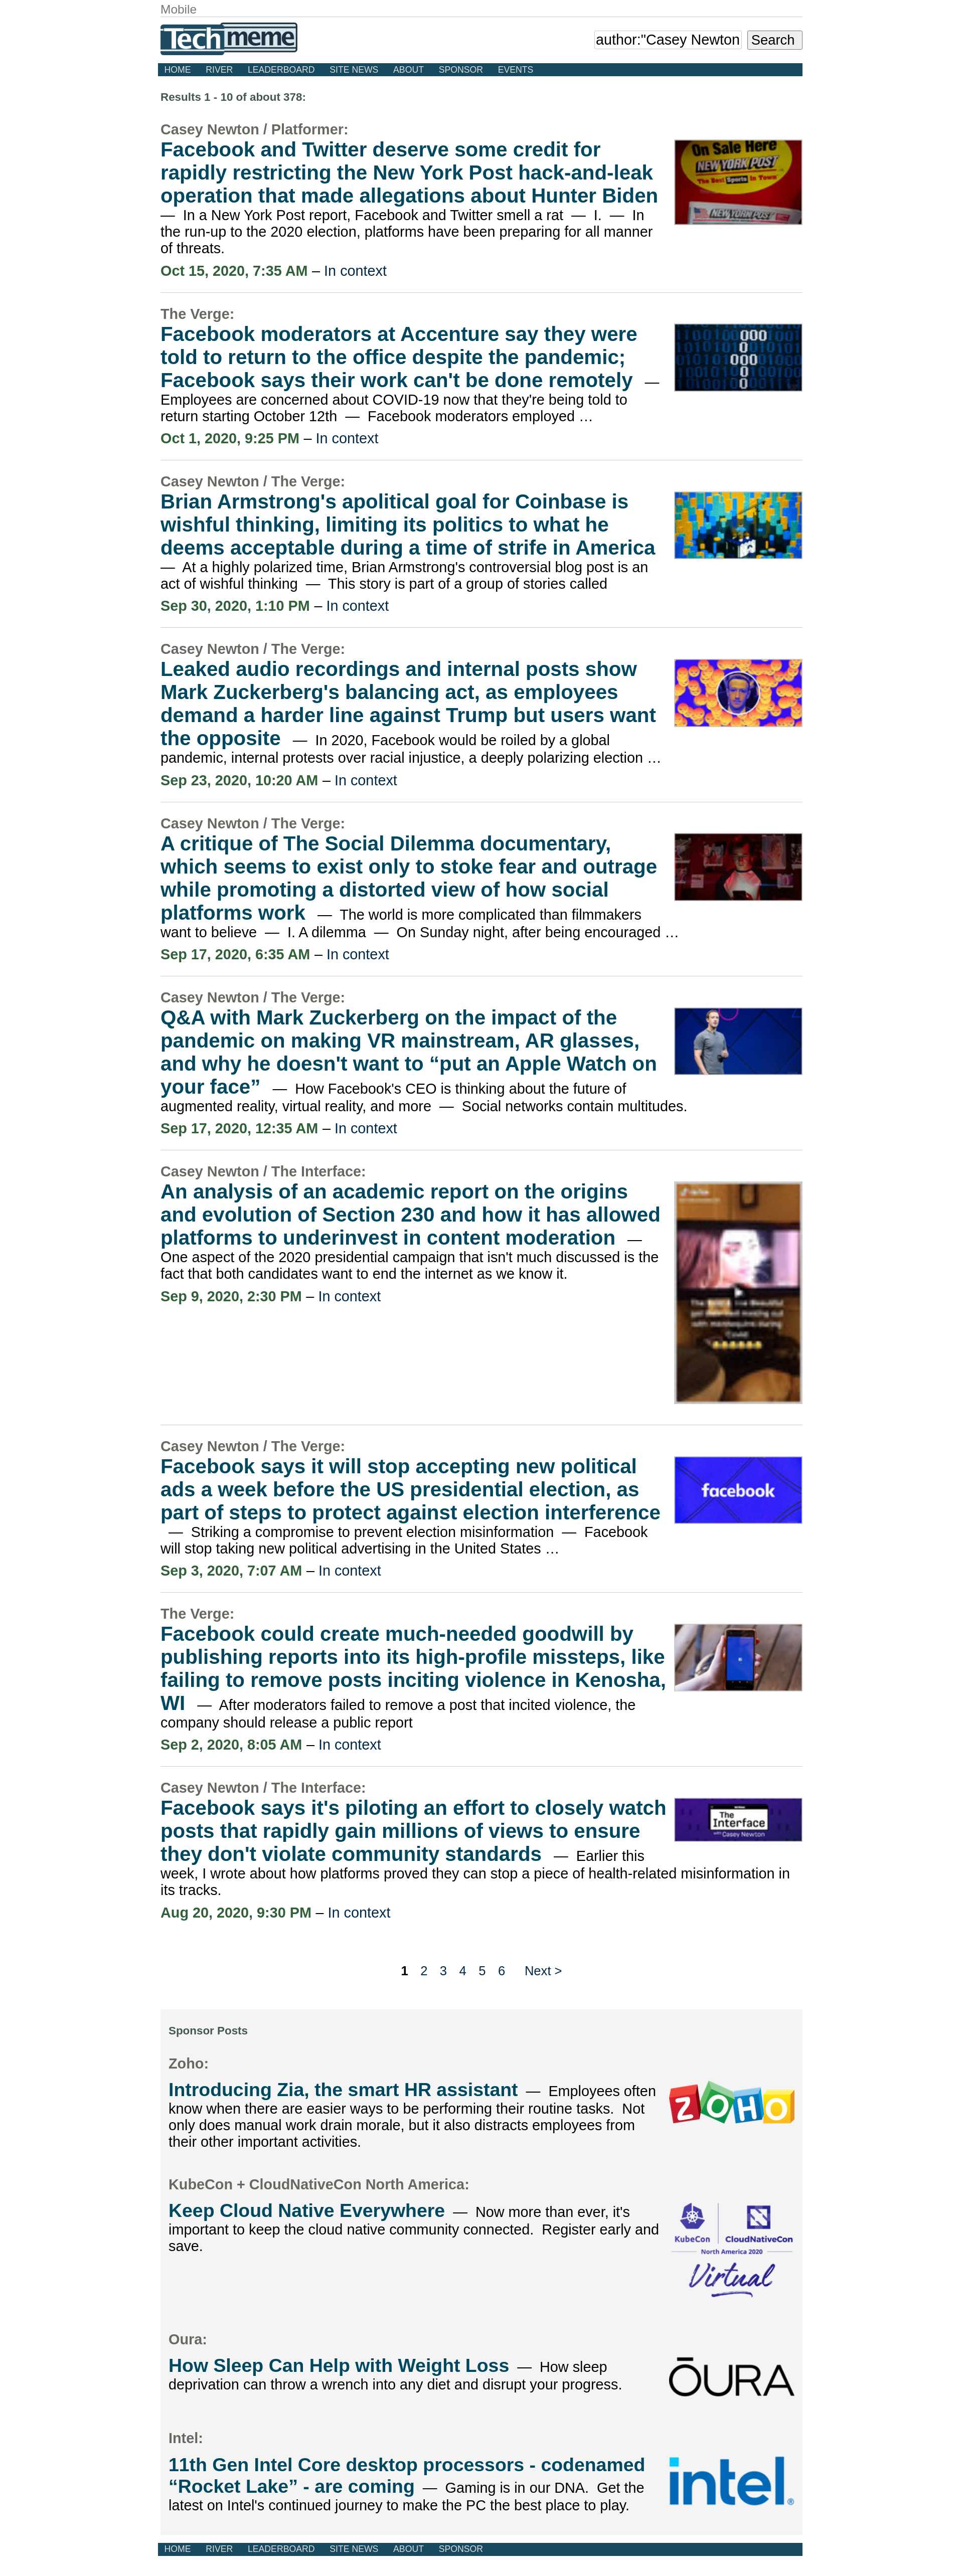 Mobile
Techmeme
author:"Casey Newton
Search
HOME RIVER LEADERBOARD SITE NEWS ABOUT SPONSOR EVENTS
Results 1 - 10 of about 378:
Casey Newton / Platformer:
Facebook and Twitter deserve some credit for
rapidly restricting the New York Post hack-and-leak
operation that made allegations about Hunter Biden
— In a New York Post report, Facebook and Twitter smell a rat — I. — In
the run-up to the 2020 election, platforms have been preparing for all manner
of threats.
On Sale Here
NEW YORK POST
The Best Sports in Town
NEW YORK POST
Oct 15, 2020, 7:35 AM – In context
The Verge:
Facebook moderators at Accenture say they were
told to return to the office despite the pandemic;
Facebook says their work can't be done remotely —
Employees are concerned about COVID-19 now that they're being told to
return starting October 12th — Facebook moderators employed …
Oct 1, 2020, 9:25 PM – In context
Casey Newton / The Verge:
Brian Armstrong's apolitical goal for Coinbase is
wishful thinking, limiting its politics to what he
deems acceptable during a time of strife in America
— At a highly polarized time, Brian Armstrong's controversial blog post is an
act of wishful thinking — This story is part of a group of stories called
Sep 30, 2020, 1:10 PM – In context
Casey Newton / The Verge:
Leaked audio recordings and internal posts show
Mark Zuckerberg's balancing act, as employees
demand a harder line against Trump but users want
the opposite — In 2020, Facebook would be roiled by a global
pandemic, internal protests over racial injustice, a deeply polarizing election …
Sep 23, 2020, 10:20 AM – In context
Casey Newton / The Verge:
A critique of The Social Dilemma documentary,
which seems to exist only to stoke fear and outrage
while promoting a distorted view of how social
platforms work — The world is more complicated than filmmakers
want to believe — I. A dilemma — On Sunday night, after being encouraged …
Sep 17, 2020, 6:35 AM – In context
Casey Newton / The Verge:
Q&A with Mark Zuckerberg on the impact of the
pandemic on making VR mainstream, AR glasses,
and why he doesn't want to “put an Apple Watch on
your face” — How Facebook's CEO is thinking about the future of
augmented reality, virtual reality, and more — Social networks contain multitudes.
Sep 17, 2020, 12:35 AM – In context
Casey Newton / The Interface:
An analysis of an academic report on the origins
and evolution of Section 230 and how it has allowed
platforms to underinvest in content moderation —
One aspect of the 2020 presidential campaign that isn't much discussed is the
fact that both candidates want to end the internet as we know it.
Sep 9, 2020, 2:30 PM – In context
Casey Newton / The Verge:
Facebook says it will stop accepting new political
ads a week before the US presidential election, as
part of steps to protect against election interference
— Striking a compromise to prevent election misinformation — Facebook
will stop taking new political advertising in the United States …
facebook
Sep 3, 2020, 7:07 AM – In context
The Verge:
Facebook could create much-needed goodwill by
publishing reports into its high-profile missteps, like
failing to remove posts inciting violence in Kenosha,
WI — After moderators failed to remove a post that incited violence, the
company should release a public report
Sep 2, 2020, 8:05 AM – In context
Casey Newton / The Interface:
Facebook says it's piloting an effort to closely watch
posts that rapidly gain millions of views to ensure
they don't violate community standards — Earlier this
week, I wrote about how platforms proved they can stop a piece of health-related misinformation in
its tracks.
The
Interface
with Casey Newton
Aug 20, 2020, 9:30 PM – In context
1 2 3 4 5 6 Next >
Sponsor Posts
Zoho:
Introducing Zia, the smart HR assistant — Employees often
know when there are easier ways to be performing their routine tasks. Not
only does manual work drain morale, but it also distracts employees from
their other important activities.
ZOHO
KubeCon + CloudNativeCon North America:
Keep Cloud Native Everywhere — Now more than ever, it's
important to keep the cloud native community connected. Register early and
save.
KubeCon CloudNativeCon
North America 2020
Virtual
Oura:
How Sleep Can Help with Weight Loss — How sleep
deprivation can throw a wrench into any diet and disrupt your progress.
ŌURA
Intel:
11th Gen Intel Core desktop processors - codenamed
“Rocket Lake” - are coming — Gaming is in our DNA. Get the
latest on Intel's continued journey to make the PC the best place to play.
intel®
HOME RIVER LEADERBOARD SITE NEWS ABOUT SPONSOR